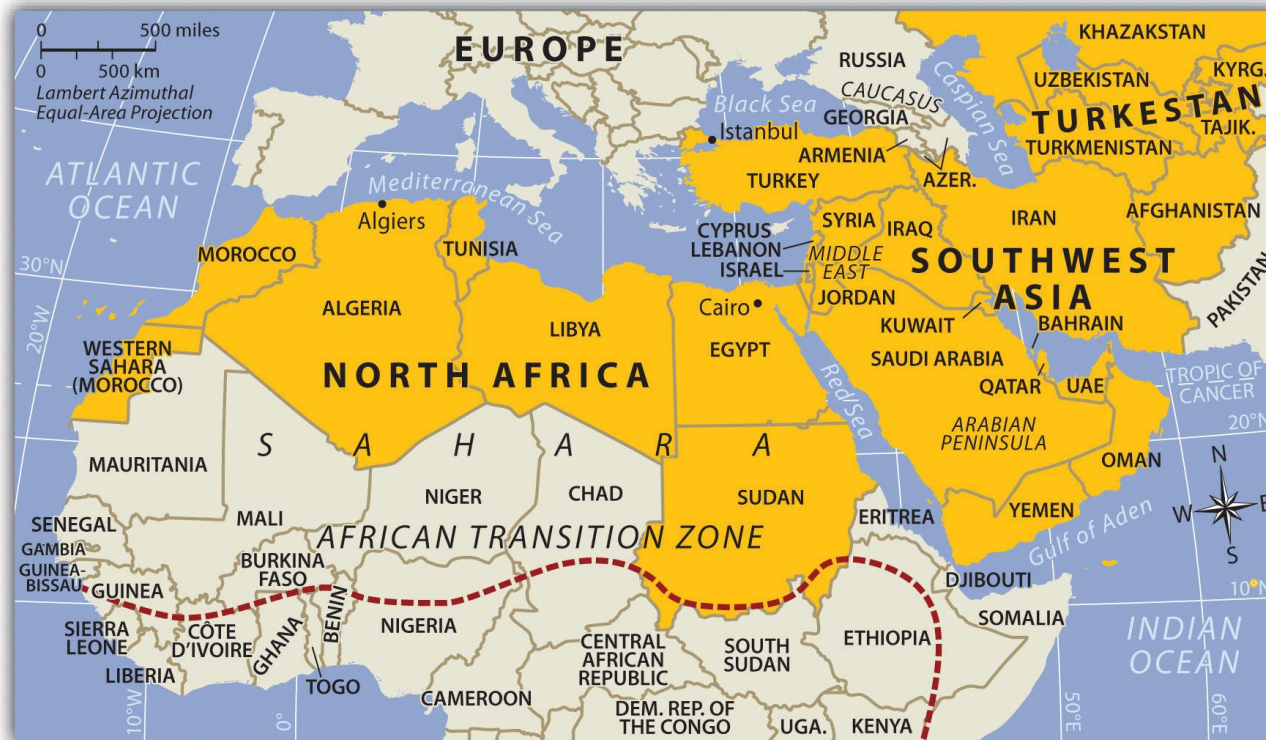 0 500 miles
0 500 km
Lambert Azimuthal
Equal-Area Projection
EUROPE
RUSSIA
KHAZAKSTAN
UZBEKISTAN
KYRG.
TURKESTAN
TAJIK.
TURKMENISTAN
CAUCASUS
Caspian Sea
Black Sea
GEORGIA
Istanbul
ARMENIA
AZER.
TURKEY
ATLANTIC
OCEAN
Mediterranean Sea
Algiers
MOROCCO
TUNISIA
CYPRUS
LEBANON
ISRAEL
SYRIA
IRAQ
IRAN
AFGHANISTAN
MIDDLE
EAST
SOUTHWEST
ASIA
PAKISTAN
30°N
20°W
ALGERIA
LIBYA
Cairo
EGYPT
JORDAN
KUWAIT
BAHRAIN
SAUDI ARABIA
QATAR
UAE
TROPIC OF
CANCER
WESTERN
SAHARA
(MOROCCO)
NORTH AFRICA
Red Sea
ARABIAN
PENINSULA
20°N
OMAN
SAHARA
MAURITANIA
MALI
NIGER
CHAD
SUDAN
ERITREA
YEMEN
Gulf of Aden
N
W E
S
SENEGAL
GAMBIA
GUINEA-
BISSAU
GUINEA
BURKINA
FASO
AFRICAN TRANSITION ZONE
DJIBOUTI
10°N
SOMALIA
SIERRA
LEONE
CÔTE
D'IVOIRE
GHANA
BENIN
NIGERIA
CENTRAL
AFRICAN
REPUBLIC
SOUTH
SUDAN
ETHIOPIA
INDIAN
OCEAN
LIBERIA
TOGO
CAMEROON
DEM. REP. OF
THE CONGO
UGA.
KENYA
10°W
0°
50°E
60°E